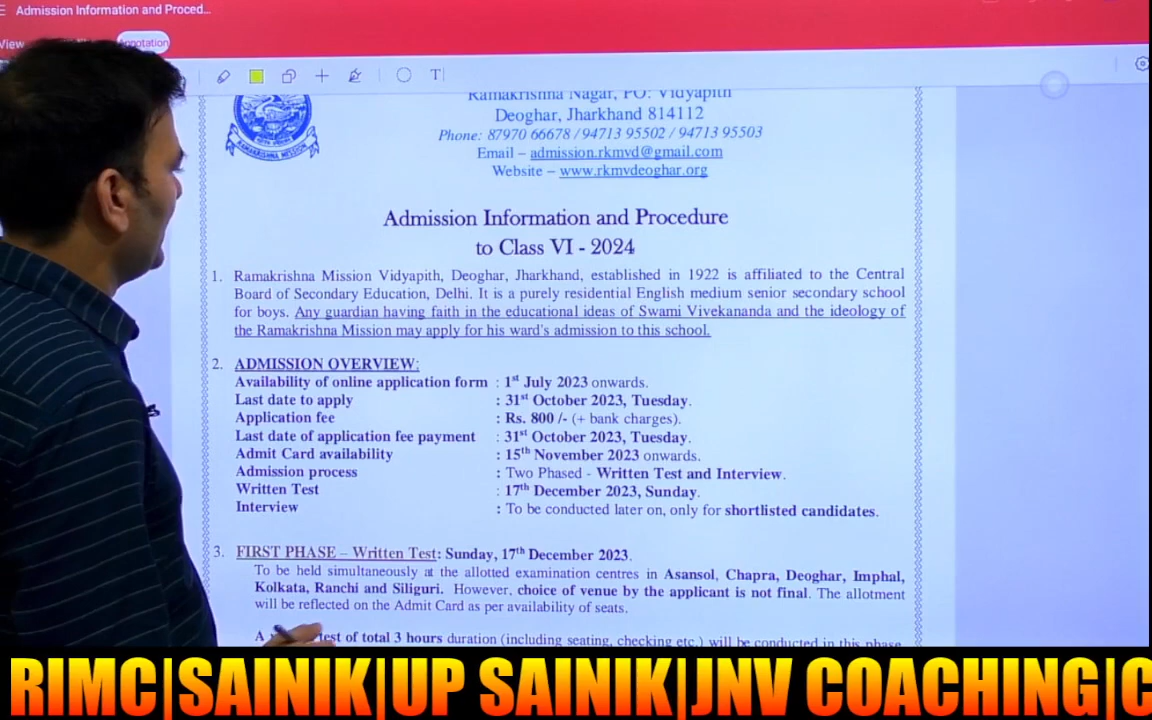 Admission Information and Proced...
View
T
Ramakrishna Nagar, PO: Vidyapith
Deoghar, Jharkhand 814112
Phone: 87970 66678 / 94713 95502 / 94713 95503
Email – admission.rkmvd@gmail.com
Website – www.rkmvdeoghar.org
RAMAKRISHNA MISSION
Admission Information and Procedure
to Class VI - 2024
1. Ramakrishna Mission Vidyapith, Deoghar, Jharkhand, established in 1922 is affiliated to the Central
Board of Secondary Education, Delhi. It is a purely residential English medium senior secondary school
for boys. Any guardian having faith in the educational ideas of Swami Vivekananda and the ideology of
the Ramakrishna Mission may apply for his ward's admission to this school.
2. ADMISSION OVERVIEW:
Availability of online application form : 1st July 2023 onwards.
Last date to apply : 31st October 2023, Tuesday.
Application fee : Rs. 800 /- (+ bank charges).
Last date of application fee payment : 31st October 2023, Tuesday.
Admit Card availability : 15th November 2023 onwards.
Admission process : Two Phased - Written Test and Interview.
Written Test : 17th December 2023, Sunday.
Interview : To be conducted later on, only for shortlisted candidates.
3. FIRST PHASE – Written Test: Sunday, 17th December 2023.
To be held simultaneously at the allotted examination centres in Asansol, Chapra, Deoghar, Imphal,
Kolkata, Ranchi and Siliguri. However, choice of venue by the applicant is not final. The allotment
will be reflected on the Admit Card as per availability of seats.
A test of total 3 hours duration (including seating, checking etc.) will be conducted in this phase
RIMC|SAINIK|UP SAINIK|JNV COACHING|C